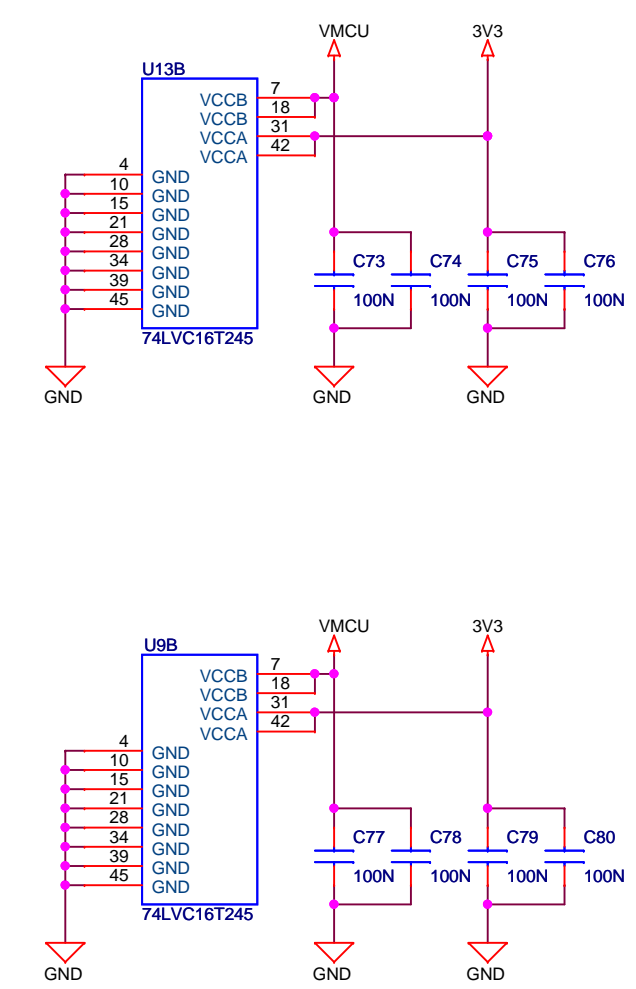 VMCU 3V3
U13B
7
VCCB
18
VCCB
31
VCCA
42
VCCA
4
GND
10
GND
15
GND
21
GND
28
GND
34
GND
39
GND
45
GND
C73 C74 C75 C76
100N 100N 100N 100N
74LVC16T245
GND GND GND
VMCU 3V3
U9B
7
VCCB
18
VCCB
31
VCCA
42
VCCA
4
GND
10
GND
15
GND
21
GND
28
GND
34
GND
39
GND
45
GND
C77 C78 C79 C80
100N 100N 100N 100N
74LVC16T245
GND GND GND